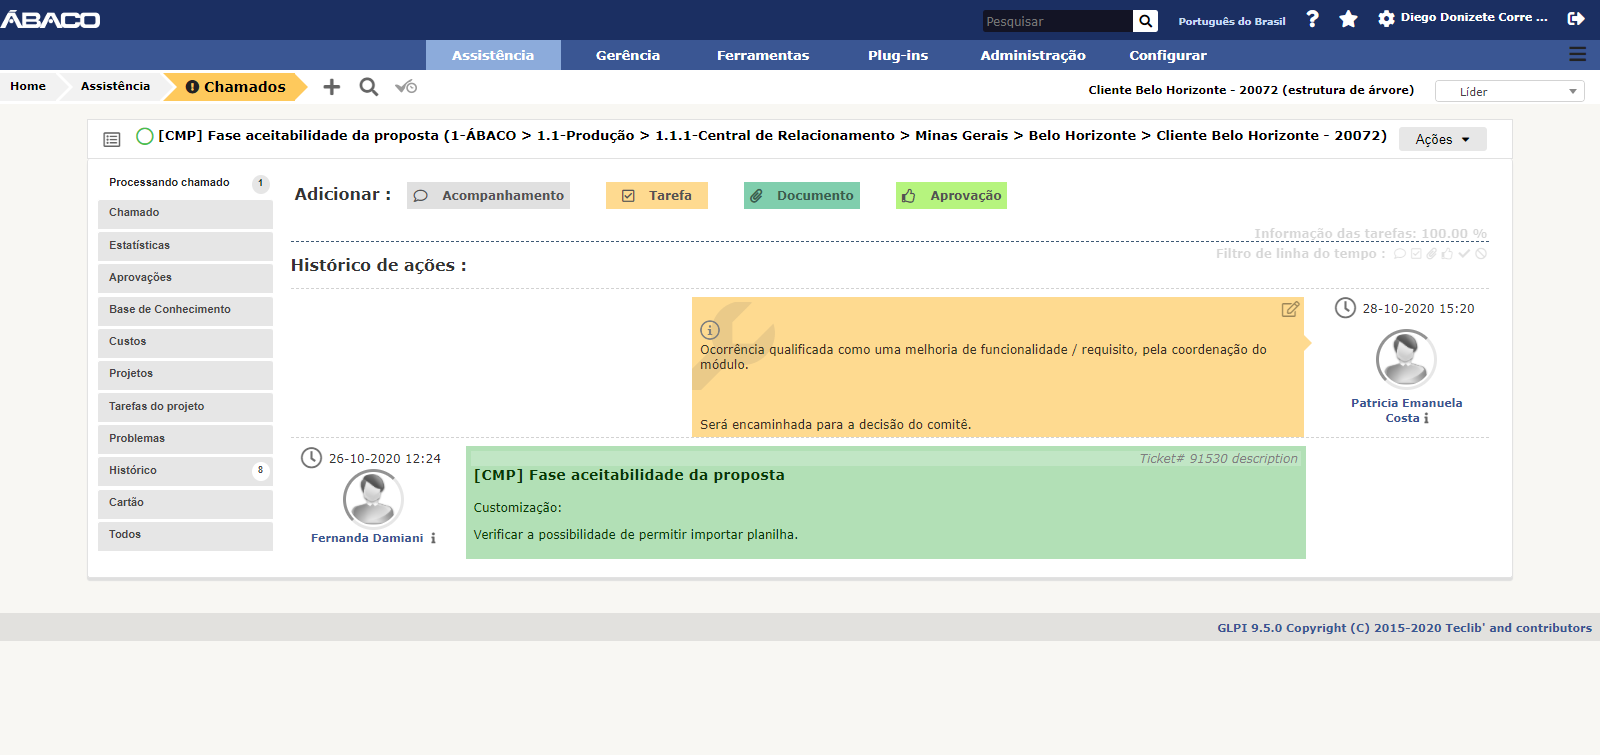 ÁBACO
Pesquisar
Português do Brasil
Diego Donizete Corre ...
Assistência
Gerência
Ferramentas
Plug-ins
Administração
Configurar
Home
Assistência
Chamados
Cliente Belo Horizonte - 20072 (estrutura de árvore)
Líder
[CMP] Fase aceitabilidade da proposta (1-ÁBACO > 1.1-Produção > 1.1.1-Central de Relacionamento > Minas Gerais > Belo Horizonte > Cliente Belo Horizonte - 20072)
Ações
Processando chamado 1
Chamado
Estatísticas
Aprovações
Base de Conhecimento
Custos
Projetos
Tarefas do projeto
Problemas
Histórico 8
Cartão
Todos
Adicionar :
Acompanhamento
Tarefa
Documento
Aprovação
Informação das tarefas: 100.00 %
Filtro de linha do tempo :
Histórico de ações :
Ocorrência qualificada como uma melhoria de funcionalidade / requisito, pela coordenação do
módulo.
Será encaminhada para a decisão do comitê.
28-10-2020 15:20
Patricia Emanuela
Costa
26-10-2020 12:24
Fernanda Damiani
Ticket# 91530 description
[CMP] Fase aceitabilidade da proposta
Customização:
Verificar a possibilidade de permitir importar planilha.
GLPI 9.5.0 Copyright (C) 2015-2020 Teclib' and contributors